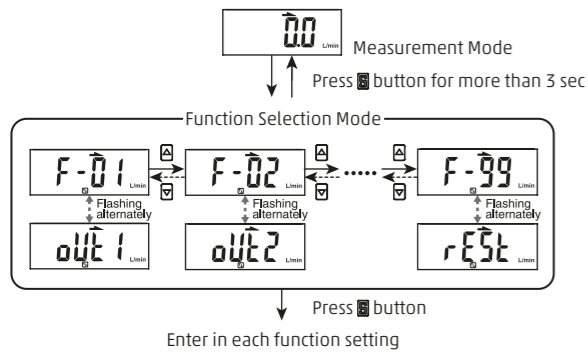 0.0 L/min
Measurement Mode
Press S button for more than 3 sec
Function Selection Mode
F-01 L/min
F-02 L/min
.....
F-99 L/min
Flashing alternately
Flashing alternately
Flashing alternately
oUt1 L/min
oUt2 L/min
rESt L/min
Press S button
Enter in each function setting